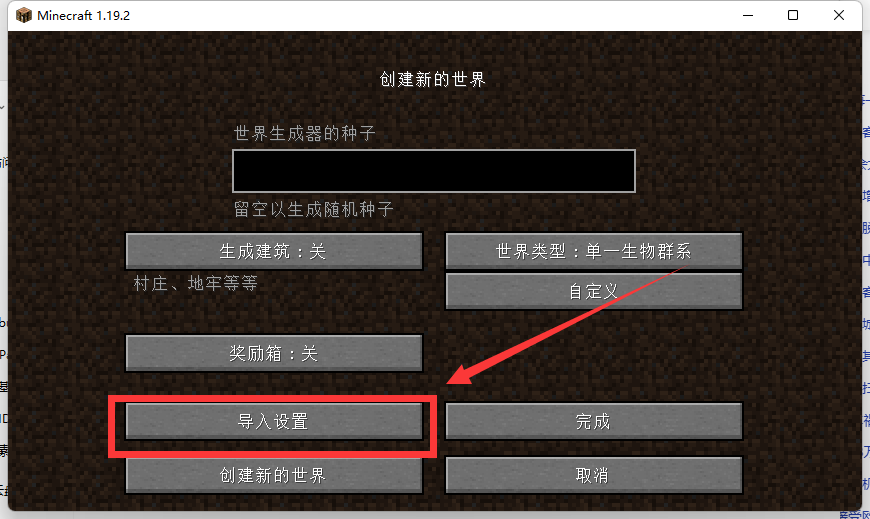 Minecraft 1.19.2
创建新的世界
世界生成器的种子
留空以生成随机种子
生成建筑：关
世界类型：单一生物群系
村庄、地牢等等
自定义
奖励箱：关
导入设置
完成
创建新的世界
取消